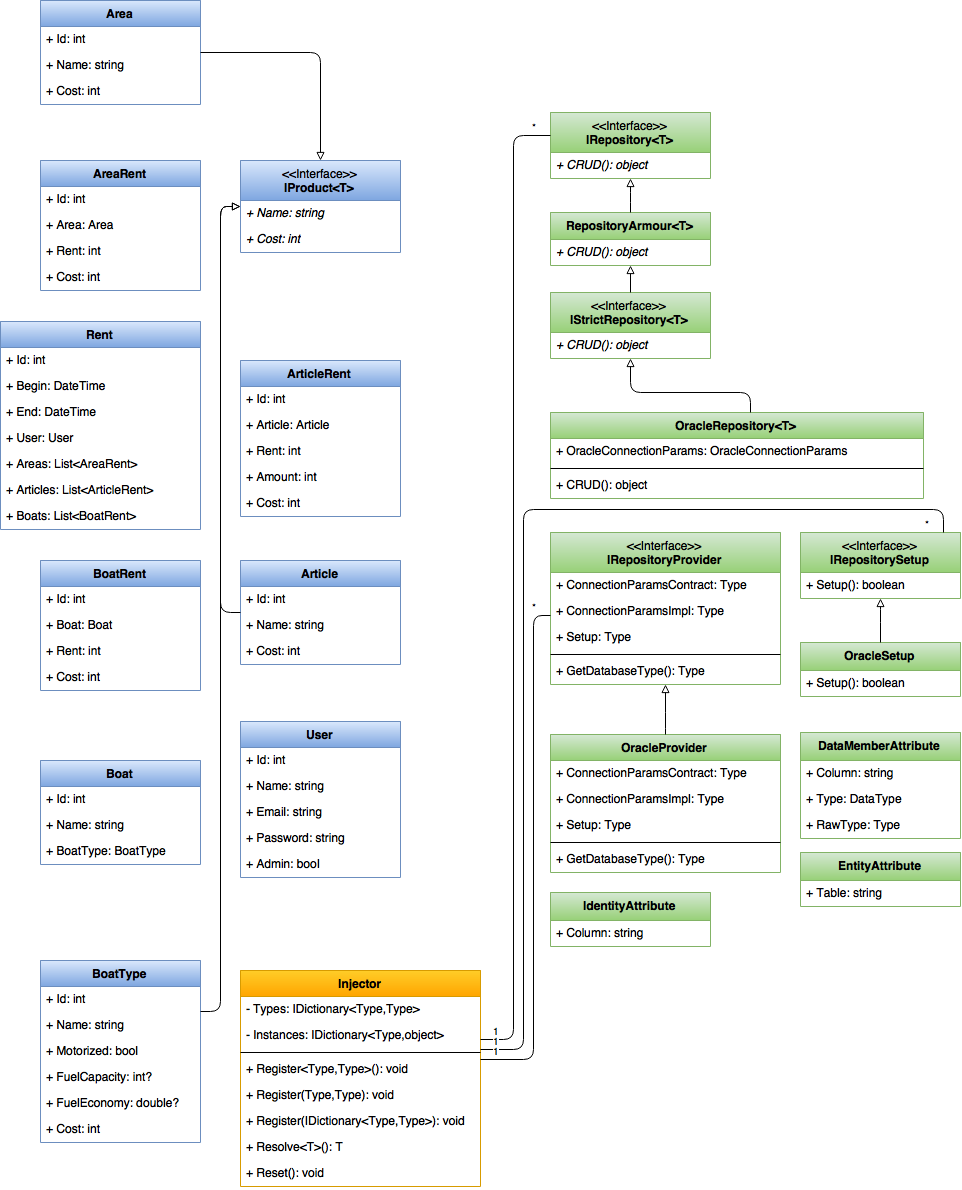 Area
+ Id: int
+ Name: string
+ Cost: int
AreaRent
+ Id: int
+ Area: Area
+ Rent: int
+ Cost: int
Rent
+ Id: int
+ Begin: DateTime
+ End: DateTime
+ User: User
+ Areas: List<AreaRent>
+ Articles: List<ArticleRent>
+ Boats: List<BoatRent>
BoatRent
+ Id: int
+ Boat: Boat
+ Rent: int
+ Cost: int
Boat
+ Id: int
+ Name: string
+ BoatType: BoatType
BoatType
+ Id: int
+ Name: string
+ Motorized: bool
+ FuelCapacity: int?
+ FuelEconomy: double?
+ Cost: int
<<Interface>>
IProduct<T>
+ Name: string
+ Cost: int
ArticleRent
+ Id: int
+ Article: Article
+ Rent: int
+ Amount: int
+ Cost: int
Article
+ Id: int
+ Name: string
+ Cost: int
User
+ Id: int
+ Name: string
+ Email: string
+ Password: string
+ Admin: bool
Injector
- Types: IDictionary<Type,Type>
- Instances: IDictionary<Type,object>
+ Register<Type,Type>(): void
+ Register(Type,Type): void
+ Register(IDictionary<Type,Type>): void
+ Resolve<T>(): T
+ Reset(): void
1
1
1
*
<<Interface>>
IRepository<T>
+ CRUD(): object
RepositoryArmour<T>
+ CRUD(): object
<<Interface>>
IStrictRepository<T>
+ CRUD(): object
OracleRepository<T>
+ OracleConnectionParams: OracleConnectionParams
+ CRUD(): object
*
<<Interface>>
IRepositoryProvider
+ ConnectionParamsContract: Type
+ ConnectionParamsImpl: Type
+ Setup: Type
+ GetDatabaseType(): Type
OracleProvider
+ ConnectionParamsContract: Type
+ ConnectionParamsImpl: Type
+ Setup: Type
+ GetDatabaseType(): Type
IdentityAttribute
+ Column: string
*
<<Interface>>
IRepositorySetup
+ Setup(): boolean
OracleSetup
+ Setup(): boolean
DataMemberAttribute
+ Column: string
+ Type: DataType
+ RawType: Type
EntityAttribute
+ Table: string